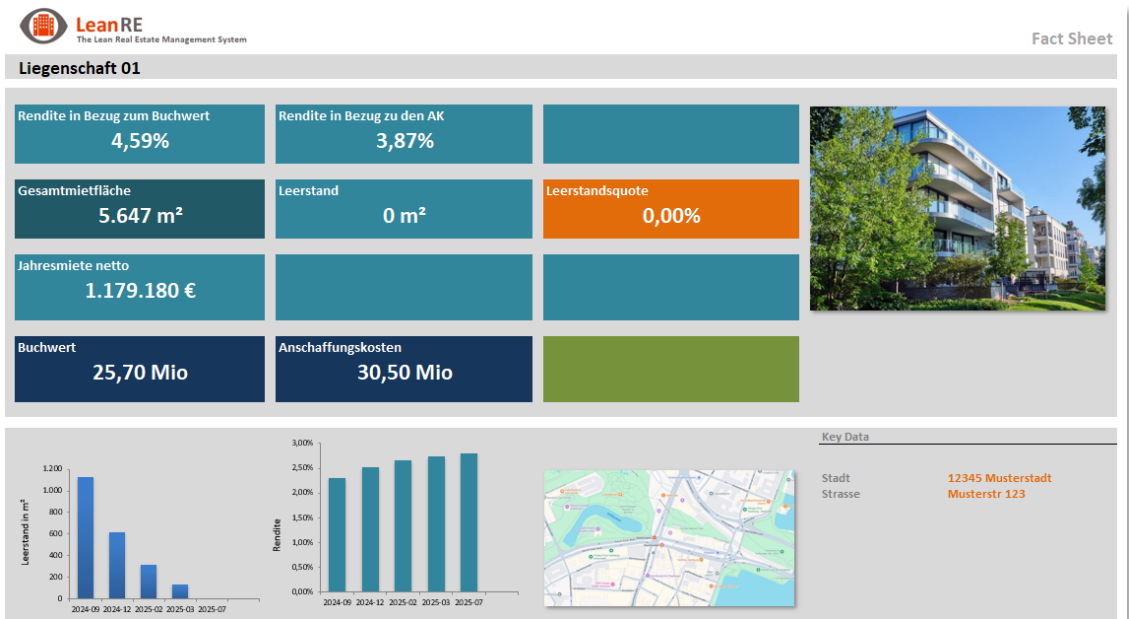 LeanRE
The Lean Real Estate Management System
Fact Sheet
Liegenschaft 01
Rendite in Bezug zum Buchwert
4,59%
Rendite in Bezug zu den AK
3,87%
Gesamtmietfläche
5.647 m²
Leerstand
0 m²
Leerstandsquote
0,00%
Jahresmiete netto
1.179.180 €
Buchwert
25,70 Mio
Anschaffungskosten
30,50 Mio
Leerstand in m²
1.200
1.000
800
600
400
200
0
2024-09 2024-12 2025-02 2025-03 2025-07
Rendite
3,00%
2,50%
2,00%
1,50%
1,00%
0,50%
0,00%
2024-09 2024-12 2025-02 2025-03 2025-07
Key Data
Stadt 12345 Musterstadt
Strasse Musterstr 123